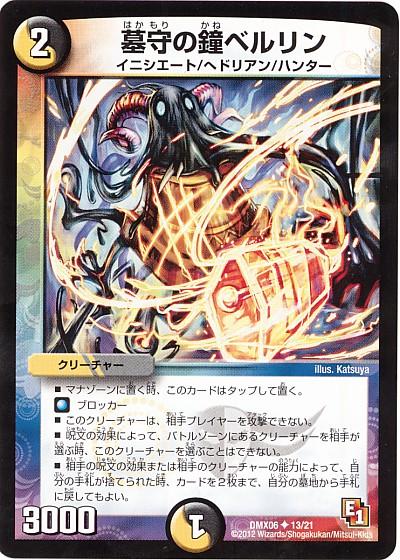 2
はかもり かね
墓守の鐘ベルリン
イニシエート/ヘドリアン/ハンター
illus. Katsuya
クリーチャー
■ マナゾーンに置く時、このカードはタップして置く。
■ ブロッカー
■ このクリーチャーは、相手プレイヤーを攻撃できない。
■ 呪文の効果によって、バトルゾーンにあるクリーチャーを相手が
選ぶ時、このクリーチャーを選ぶことはできない。
■ 相手の呪文の効果または相手のクリーチャーの能力によって、自
分の手札が捨てられた時、カードを2枚まで、自分の墓地から手札
に戻してもよい。
3000
1
DMX06 ◆ 13/21
©2012 Wizards/Shogakukan/Mitsui-Kids
E1